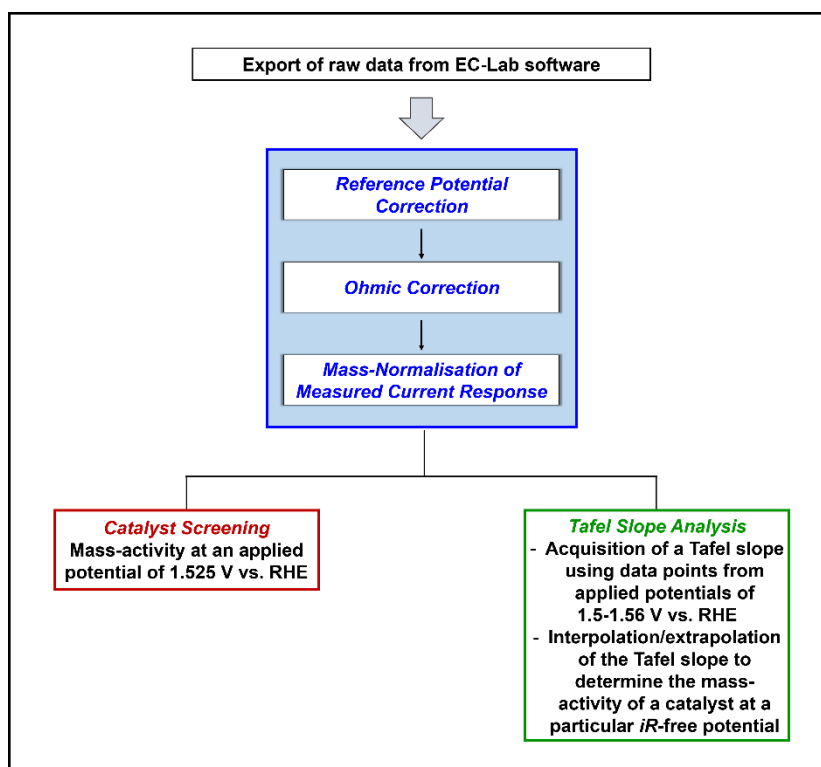 Export of raw data from EC-Lab software
Reference Potential
Correction
Ohmic Correction
Mass-Normalisation of
Measured Current Response
Catalyst Screening
Mass-activity at an applied
potential of 1.525 V vs. RHE
Tafel Slope Analysis
- Acquisition of a Tafel slope
using data points from
applied potentials of
1.5-1.56 V vs. RHE
- Interpolation/extrapolation
of the Tafel slope to
determine the mass-
activity of a catalyst at a
particular iR-free potential